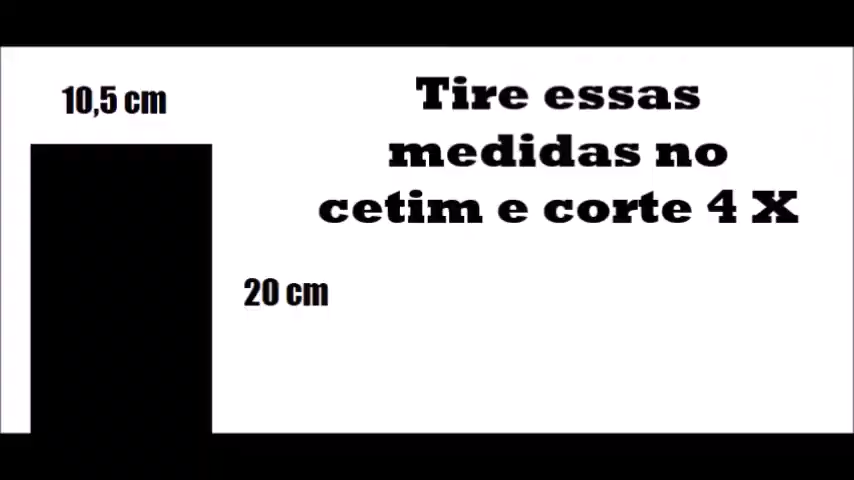 10,5 cm
Tire essas
medidas no
cetim e corte 4 X
20 cm